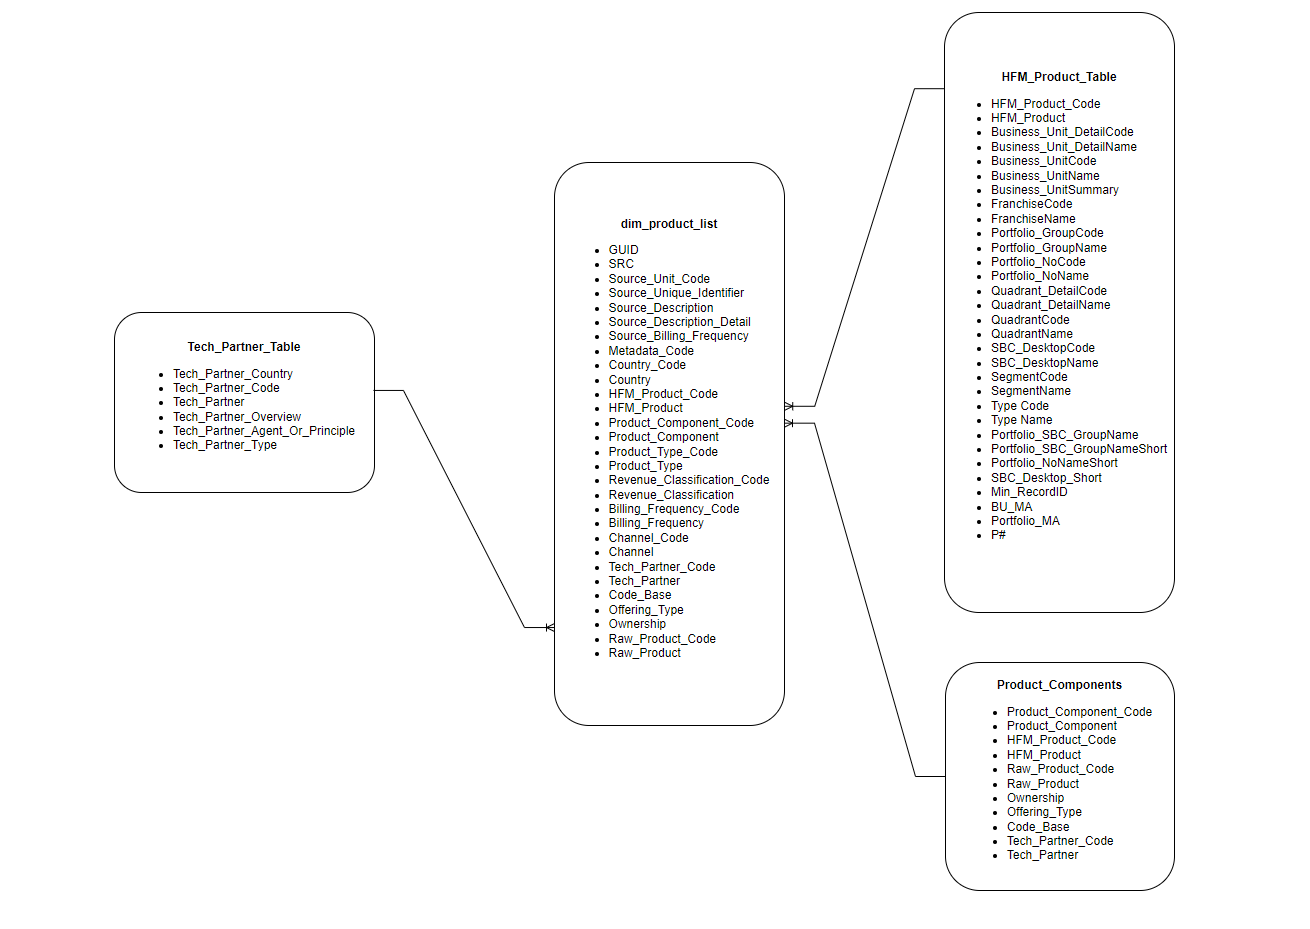 Tech_Partner_Table
Tech_Partner_Country
Tech_Partner_Code
Tech_Partner
Tech_Partner_Overview
Tech_Partner_Agent_Or_Principle
Tech_Partner_Type
dim_product_list
GUID
SRC
Source_Unit_Code
Source_Unique_Identifier
Source_Description
Source_Description_Detail
Source_Billing_Frequency
Metadata_Code
Country_Code
Country
HFM_Product_Code
HFM_Product
Product_Component_Code
Product_Component
Product_Type_Code
Product_Type
Revenue_Classification_Code
Revenue_Classification
Billing_Frequency_Code
Billing_Frequency
Channel_Code
Channel
Tech_Partner_Code
Tech_Partner
Code_Base
Offering_Type
Ownership
Raw_Product_Code
Raw_Product
HFM_Product_Table
HFM_Product_Code
HFM_Product
Business_Unit_DetailCode
Business_Unit_DetailName
Business_UnitCode
Business_UnitName
Business_UnitSummary
FranchiseCode
FranchiseName
Portfolio_GroupCode
Portfolio_GroupName
Portfolio_NoCode
Portfolio_NoName
Quadrant_DetailCode
Quadrant_DetailName
QuadrantCode
QuadrantName
SBC_DesktopCode
SBC_DesktopName
SegmentCode
SegmentName
Type Code
Type Name
Portfolio_SBC_GroupName
Portfolio_SBC_GroupNameShort
Portfolio_NoNameShort
SBC_Desktop_Short
Min_RecordID
BU_MA
Portfolio_MA
P#
Product_Components
Product_Component_Code
Product_Component
HFM_Product_Code
HFM_Product
Raw_Product_Code
Raw_Product
Ownership
Offering_Type
Code_Base
Tech_Partner_Code
Tech_Partner